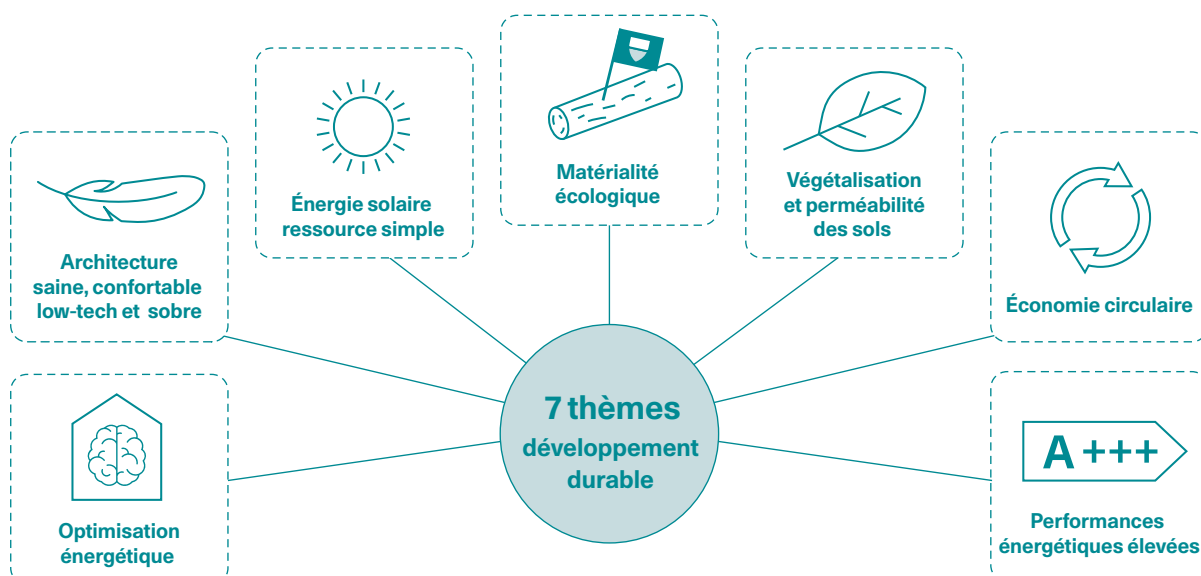 Optimisation
énergétique
Architecture
saine, confortable
low-tech et sobre
Énergie solaire
ressource simple
Matérialité
écologique
Végétalisation
et perméabilité
des sols
Économie circulaire
A +++
Performances
énergétiques élevées
7 thèmes
développement
durable